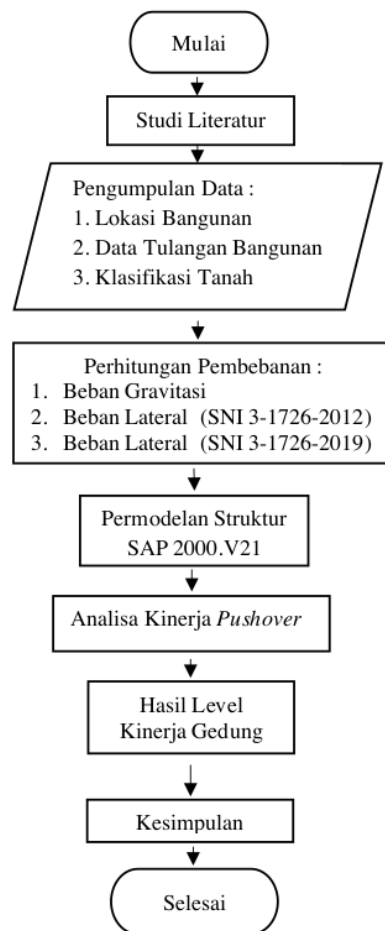 Mulai
Studi Literatur
Pengumpulan Data :
1. Lokasi Bangunan
2. Data Tulangan Bangunan
3. Klasifikasi Tanah
Perhitungan Pembebanan :
1. Beban Gravitasi
2. Beban Lateral (SNI 3-1726-2012)
3. Beban Lateral (SNI 3-1726-2019)
Permodelan Struktur
SAP 2000.V21
Analisa Kinerja Pushover
Hasil Level
Kinerja Gedung
Kesimpulan
Selesai